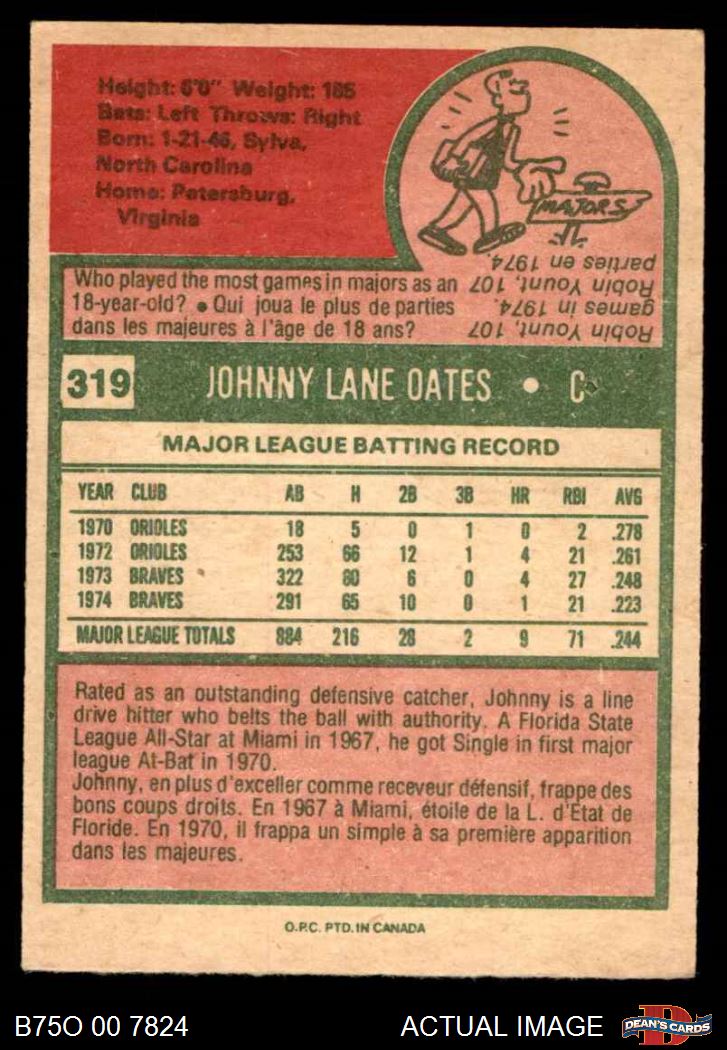 Height: 6'0" Weight: 185
Bats: Left Throws: Right
Born: 1-21-46, Sylva,
North Carolina
Home: Petersburg,
Virginia
MAJORS
Who played the most games in majors as an
18-year-old? ● Qui joua le plus de parties
dans les majeures à l'âge de 18 ans?
Robin Yount, 107
games in 1974.
Robin Yount, 107
parties en 1974.
319 JOHNNY LANE OATES • C
MAJOR LEAGUE BATTING RECORD
YEAR CLUB AB H 2B 3B HR RBI AVG
1970 ORIOLES 18 5 0 1 0 2 .278
1972 ORIOLES 253 66 12 1 4 21 .261
1973 BRAVES 322 80 6 0 4 27 .248
1974 BRAVES 291 65 10 0 1 21 .223
MAJOR LEAGUE TOTALS 884 216 28 2 9 71 .244
Rated as an outstanding defensive catcher, Johnny is a line
drive hitter who belts the ball with authority. A Florida State
League All-Star at Miami in 1967, he got Single in first major
league At-Bat in 1970.
Johnny, en plus d'exceller comme receveur défensif, frappe des
bons coups droits. En 1967 à Miami, étoile de la L. d'Etat de
Floride. En 1970, il frappa un simple à sa première apparition
dans les majeures.
O.P.C. PTD. IN CANADA
B75O 00 7824 ACTUAL IMAGE
D
DEAN'S CARDS